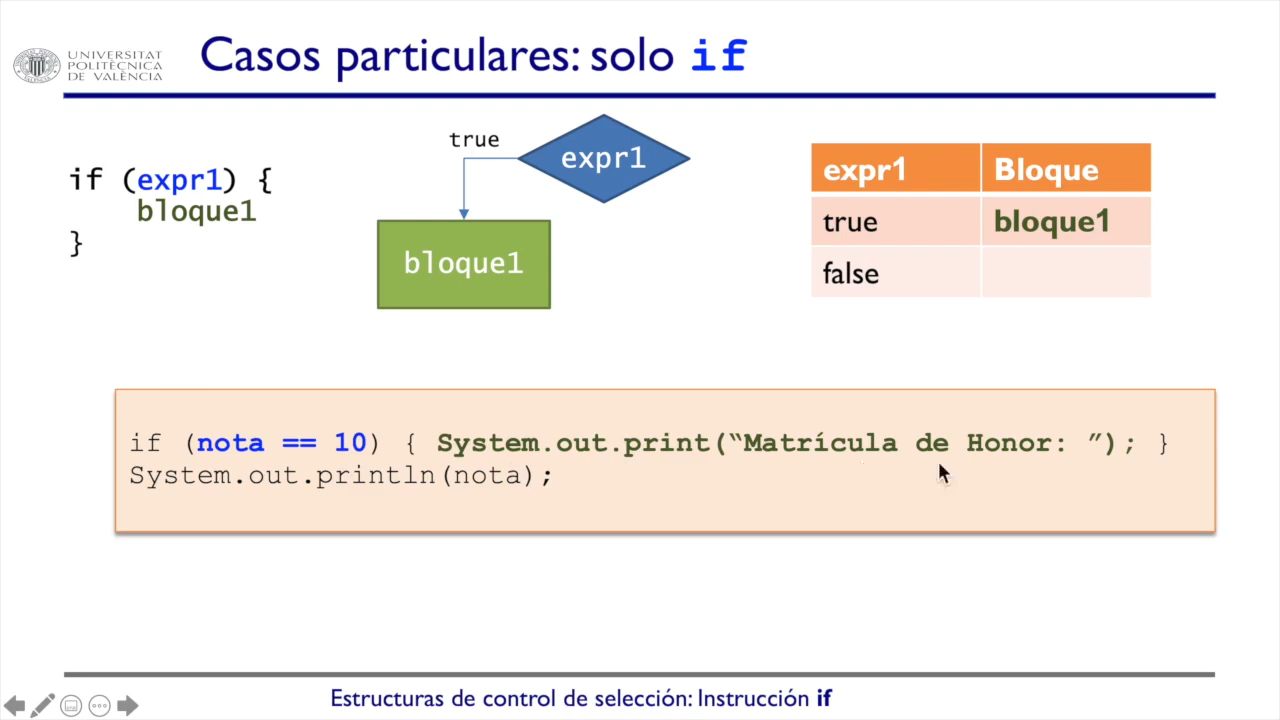 UNIVERSITAT
POLITÈCNICA
DE VALÈNCIA
Casos particulares: solo if
if (expr1) {
bloque1
}
true
expr1
bloque1
expr1 Bloque
true bloque1
false
if (nota == 10) { System.out.print(“Matrícula de Honor: ”); }
System.out.println(nota);
Estructuras de control de selección: Instrucción if